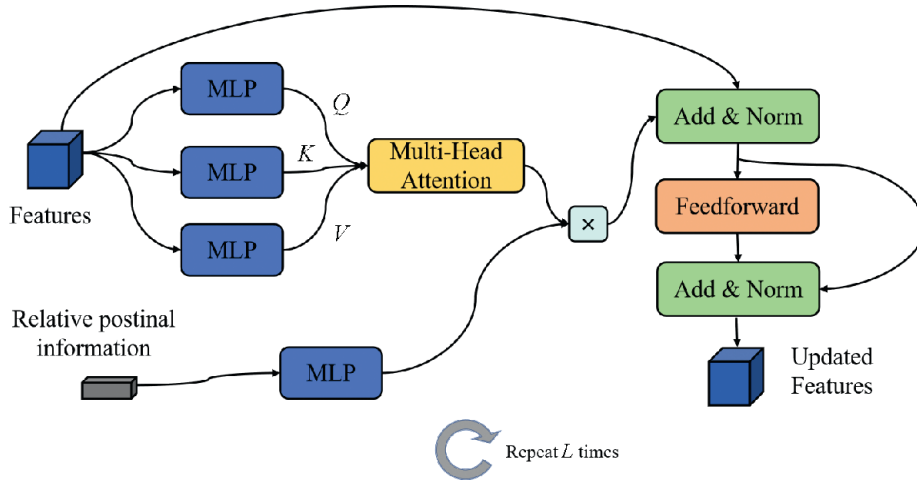 MLP
Q
Add & Norm
K
Multi-Head
Attention
MLP
Features
Feedforward
V
MLP
×
Add & Norm
Relative postinal
information
MLP
Updated
Features
Repeat L times